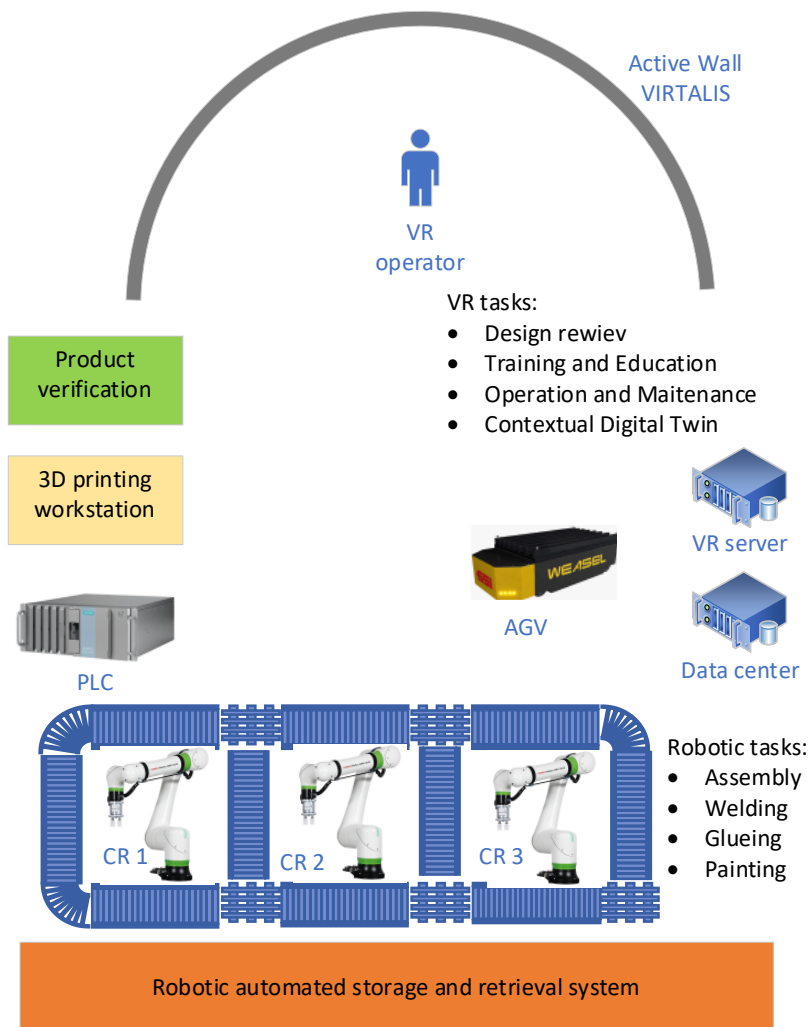 Active Wall
VIRTALIS
VR
operator
VR tasks:
• Design rewiev
• Training and Education
• Operation and Maitenance
• Contextual Digital Twin
Product
verification
3D printing
workstation
VR server
WEASEL
AGV
Data center
PLC
Robotic tasks:
• Assembly
• Welding
• Glueing
• Painting
CR 1
CR 2
CR 3
Robotic automated storage and retrieval system